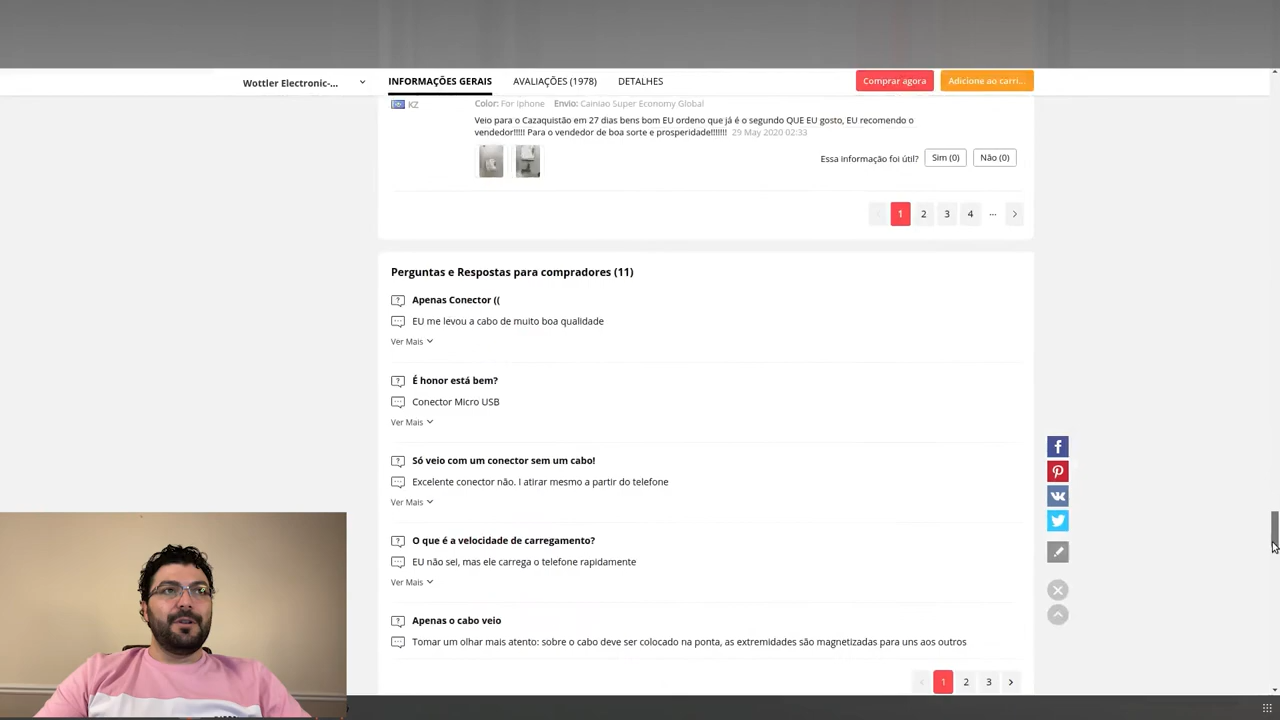 Wottler Electronic-...
INFORMAÇÕES GERAIS
AVALIAÇÕES (1978)
DETALHES
Comprar agora
Adicione ao carri...
KZ
Color: For Iphone Envio: Cainiao Super Economy Global
Veio para o Cazaquistão em 27 dias bens bom EU ordeno que já é o segundo QUE EU gosto, EU recomendo o
vendedor!!!!! Para o vendedor de boa sorte e prosperidade!!!!!!! 29 May 2020 02:33
Essa informação foi útil? Sim (0) Não (0)
1 2 3 4 ...
Perguntas e Respostas para compradores (11)
Apenas Conector ((
EU me levou a cabo de muito boa qualidade
Ver Mais
É honor está bem?
Conector Micro USB
Ver Mais
Só veio com um conector sem um cabo!
Excelente conector não. I atirar mesmo a partir do telefone
Ver Mais
O que é a velocidade de carregamento?
EU não sei, mas ele carrega o telefone rapidamente
Ver Mais
Apenas o cabo veio
Tomar um olhar mais atento: sobre o cabo deve ser colocado na ponta, as extremidades são magnetizadas para uns aos outros
1 2 3